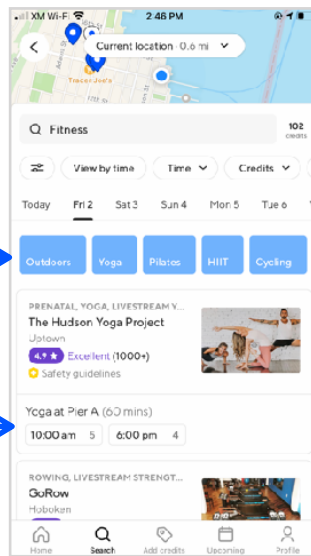 XM Wi-Fi 2:46 PM
Current location · 0.6 mi
Trader Joe's
Fitness
102
credits
View by time Time Credits
Today Fri 2 Sat 3 Sun 4 Mon 5 Tue 6
Outdoors Yoga Pilates HIIT Cycling
PRENATAL, YOGA, LIVESTREAM Y...
The Hudson Yoga Project
Uptown
4.9 ★ Excellent (1000+)
Safety guidelines
Yoga at Pier A (60 mins)
10:00 am 5 6:00 pm 4
ROWING, LIVESTREAM STRENGT...
GoRow
Hoboken
Home Search Add credits Upcoming Profile